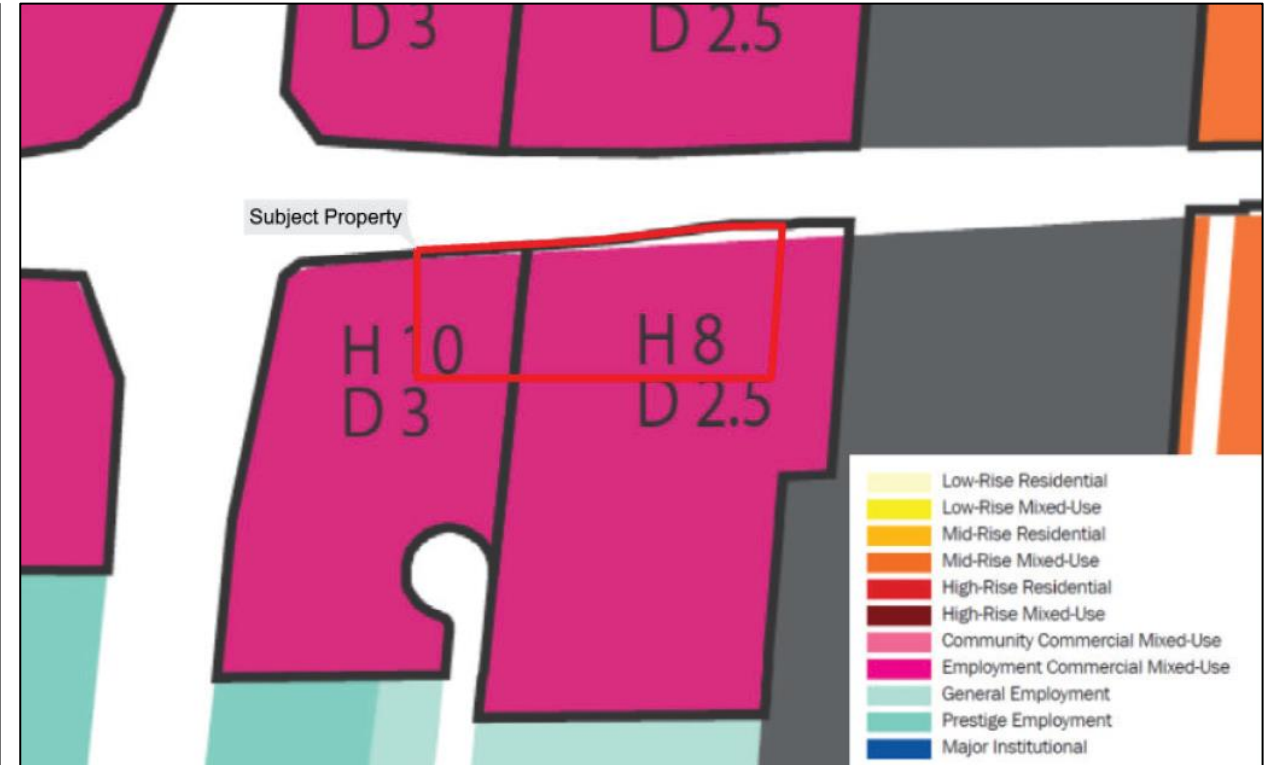 D 3
D 2.5
Subject Property
H 10
D 3
H 8
D 2.5
Low-Rise Residential
Low-Rise Mixed-Use
Mid-Rise Residential
Mid-Rise Mixed-Use
High-Rise Residential
High-Rise Mixed-Use
Community Commercial Mixed-Use
Employment Commercial Mixed-Use
General Employment
Prestige Employment
Major Institutional